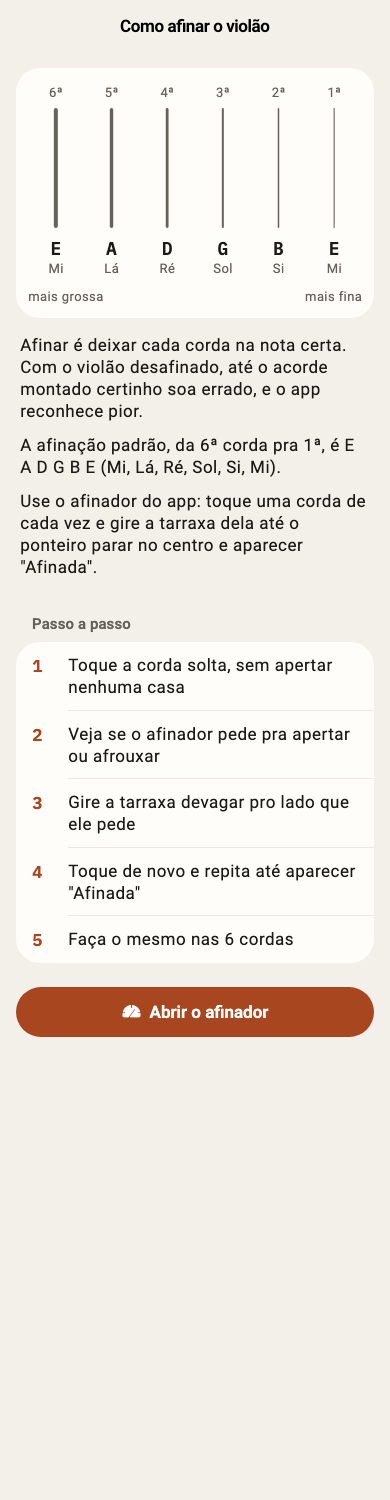 Como afinar o violão
6ª 5ª 4ª 3ª 2ª 1ª
E A D G B E
Mi Lá Ré Sol Si Mi
mais grossa mais fina
Afinar é deixar cada corda na nota certa.
Com o violão desafinado, até o acorde
montado certinho soa errado, e o app
reconhece pior.
A afinação padrão, da 6ª corda pra 1ª, é E
A D G B E (Mi, Lá, Ré, Sol, Si, Mi).
Use o afinador do app: toque uma corda de
cada vez e gire a tarraxa dela até o
ponteiro parar no centro e aparecer
"Afinada".
Passo a passo
1 Toque a corda solta, sem apertar
nenhuma casa
2 Veja se o afinador pede pra apertar
ou afrouxar
3 Gire a tarraxa devagar pro lado que
ele pede
4 Toque de novo e repita até aparecer
"Afinada"
5 Faça o mesmo nas 6 cordas
Abrir o afinador